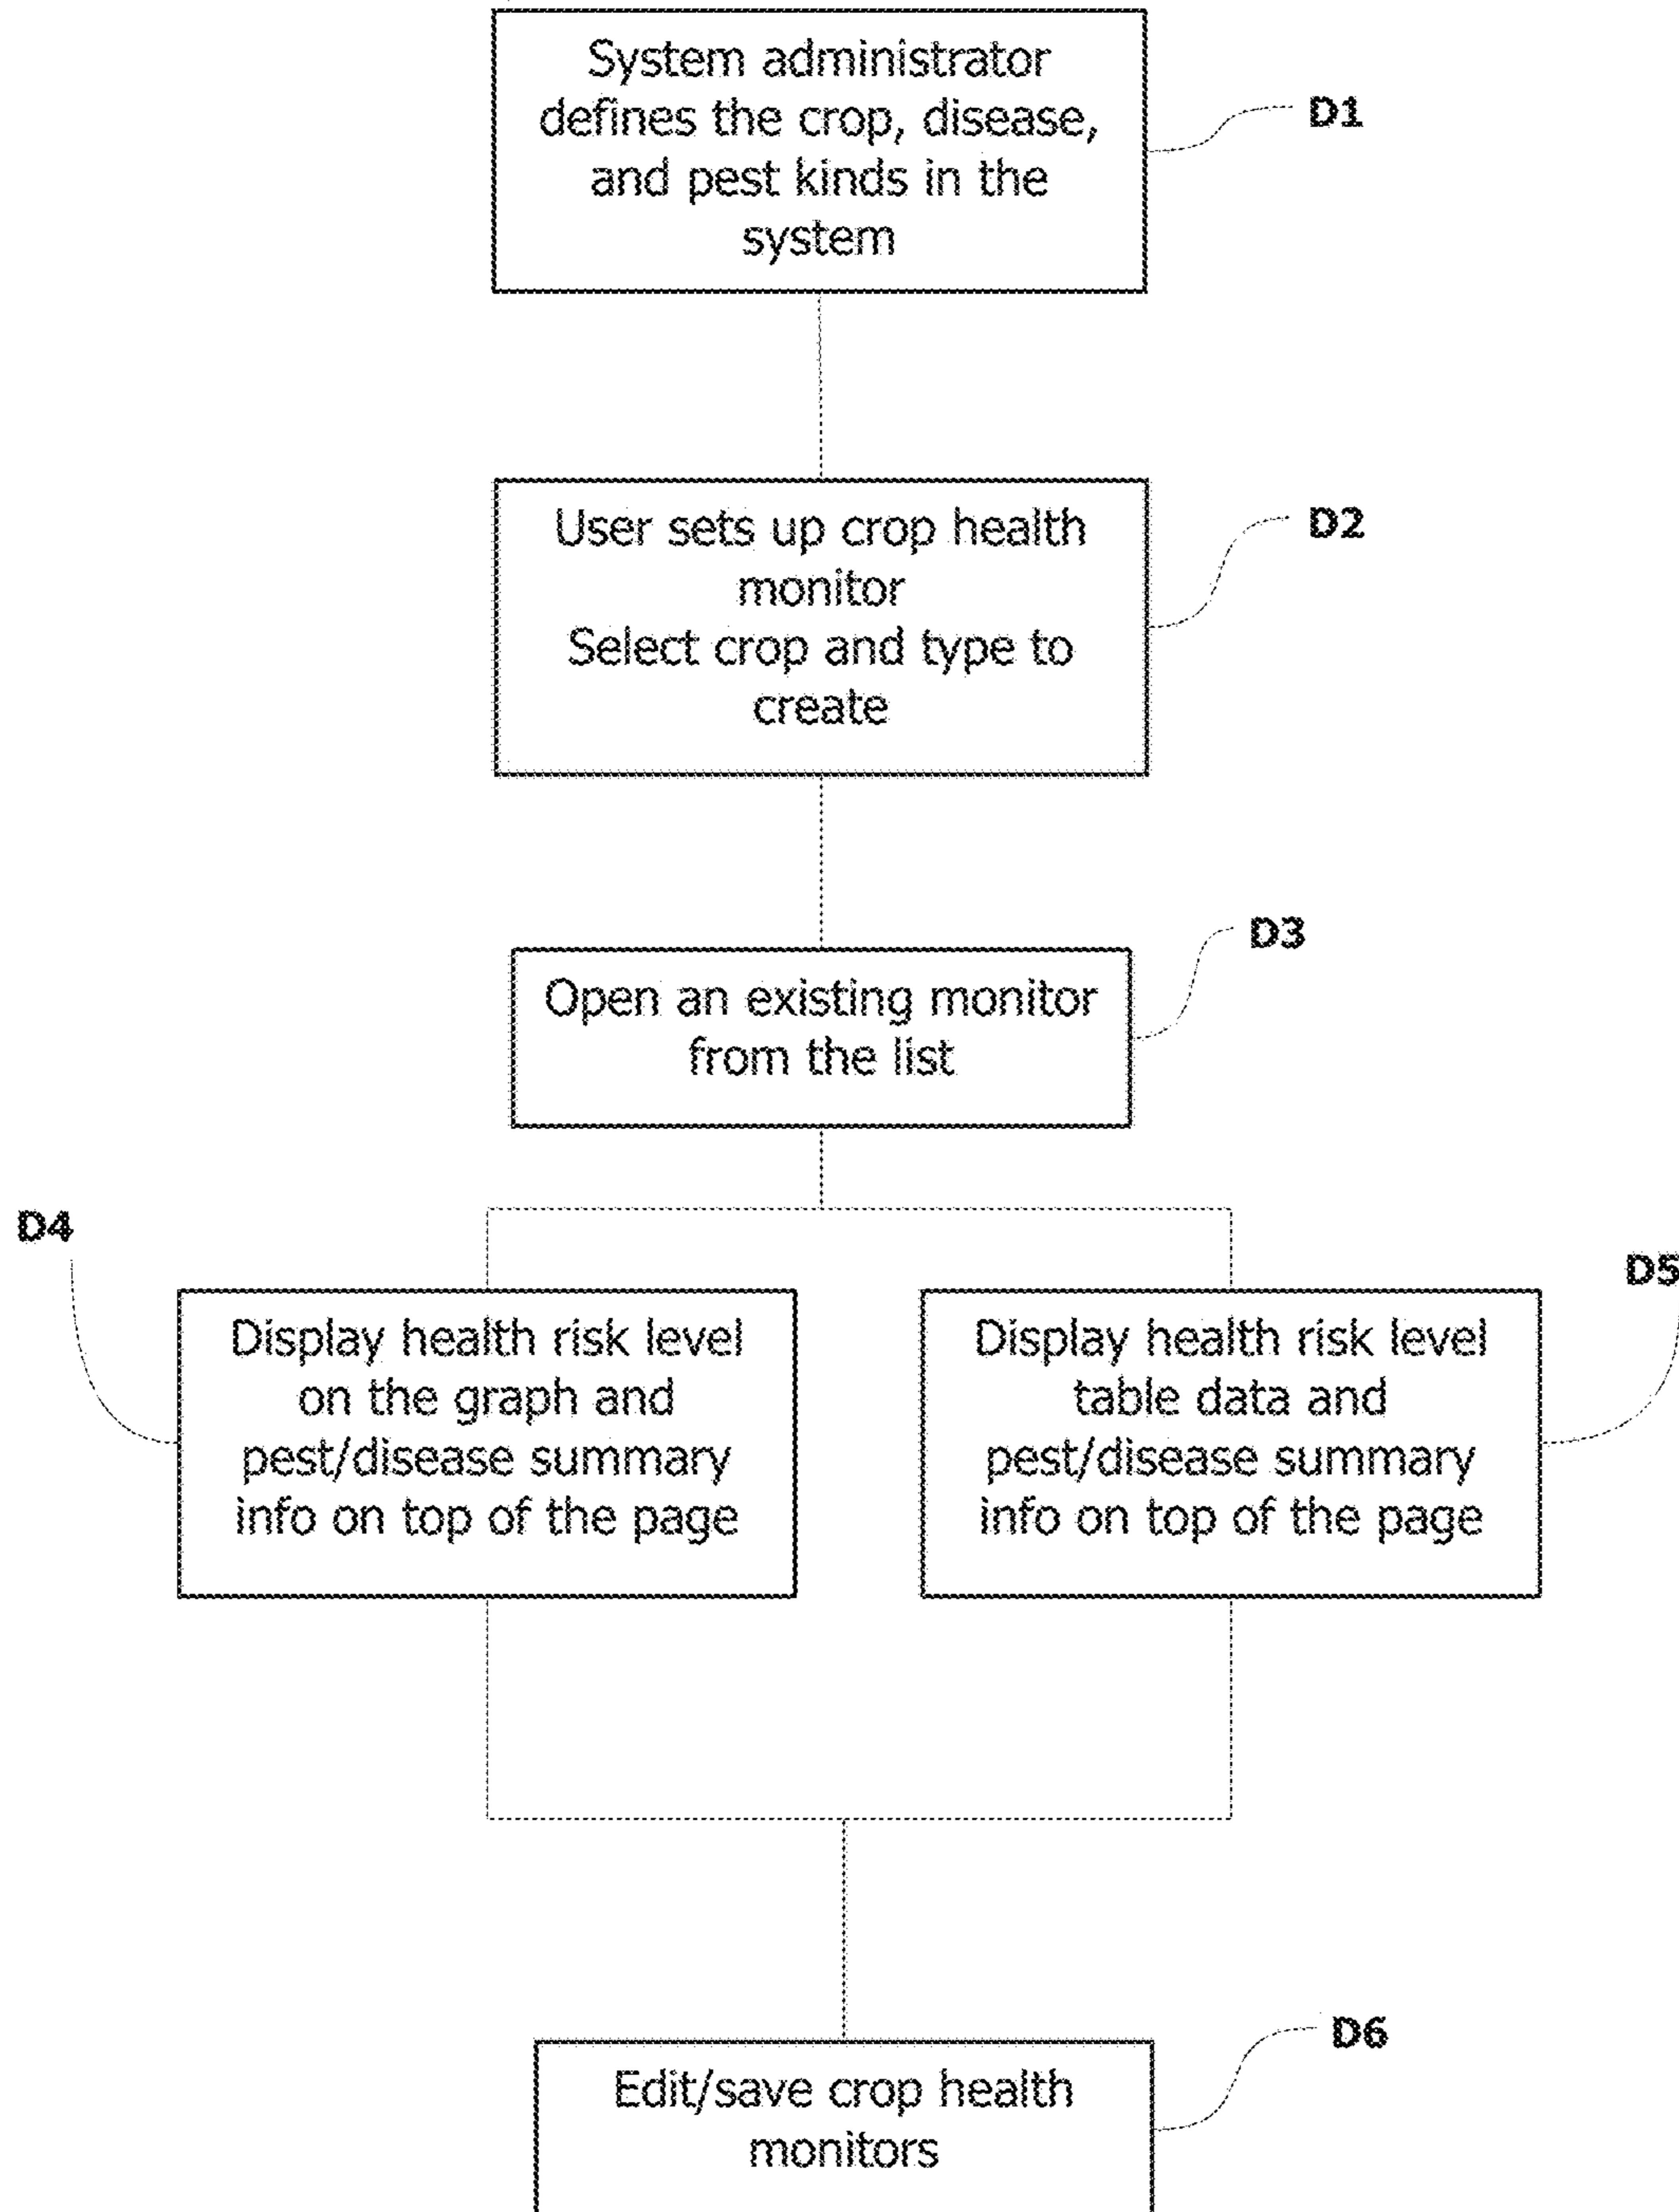 System administrator
defines the crop, disease,
and pest kinds in the
system
D1
User sets up crop health
monitor
Select crop and type to
create
D2
Open an existing monitor
from the list
D3
D4
Display health risk level
on the graph and
pest/disease summary
info on top of the page
D5
Display health risk level
table data and
pest/disease summary
info on top of the page
D6
Edit/save crop health
monitors